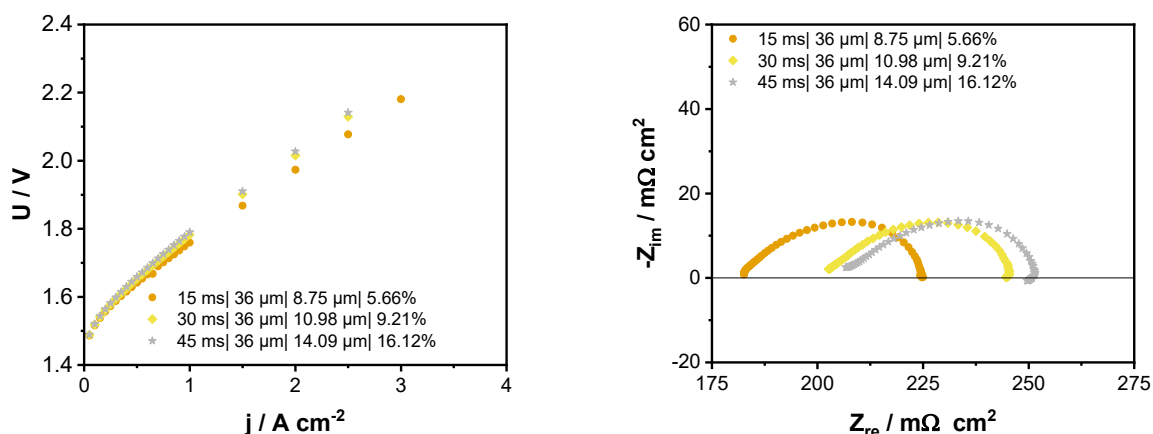 2.4
2.2
2.0
1.8
1.6
1.4
U / V
15 ms| 36 µm| 8.75 µm| 5.66%
30 ms| 36 µm| 10.98 µm| 9.21%
45 ms| 36 µm| 14.09 µm| 16.12%
0 1 2 3 4
j / A cm-2
60
40
20
0
-20
-Zim / mΩ cm2
15 ms| 36 µm| 8.75 µm| 5.66%
30 ms| 36 µm| 10.98 µm| 9.21%
45 ms| 36 µm| 14.09 µm| 16.12%
175 200 225 250 275
Zre / mΩ cm2